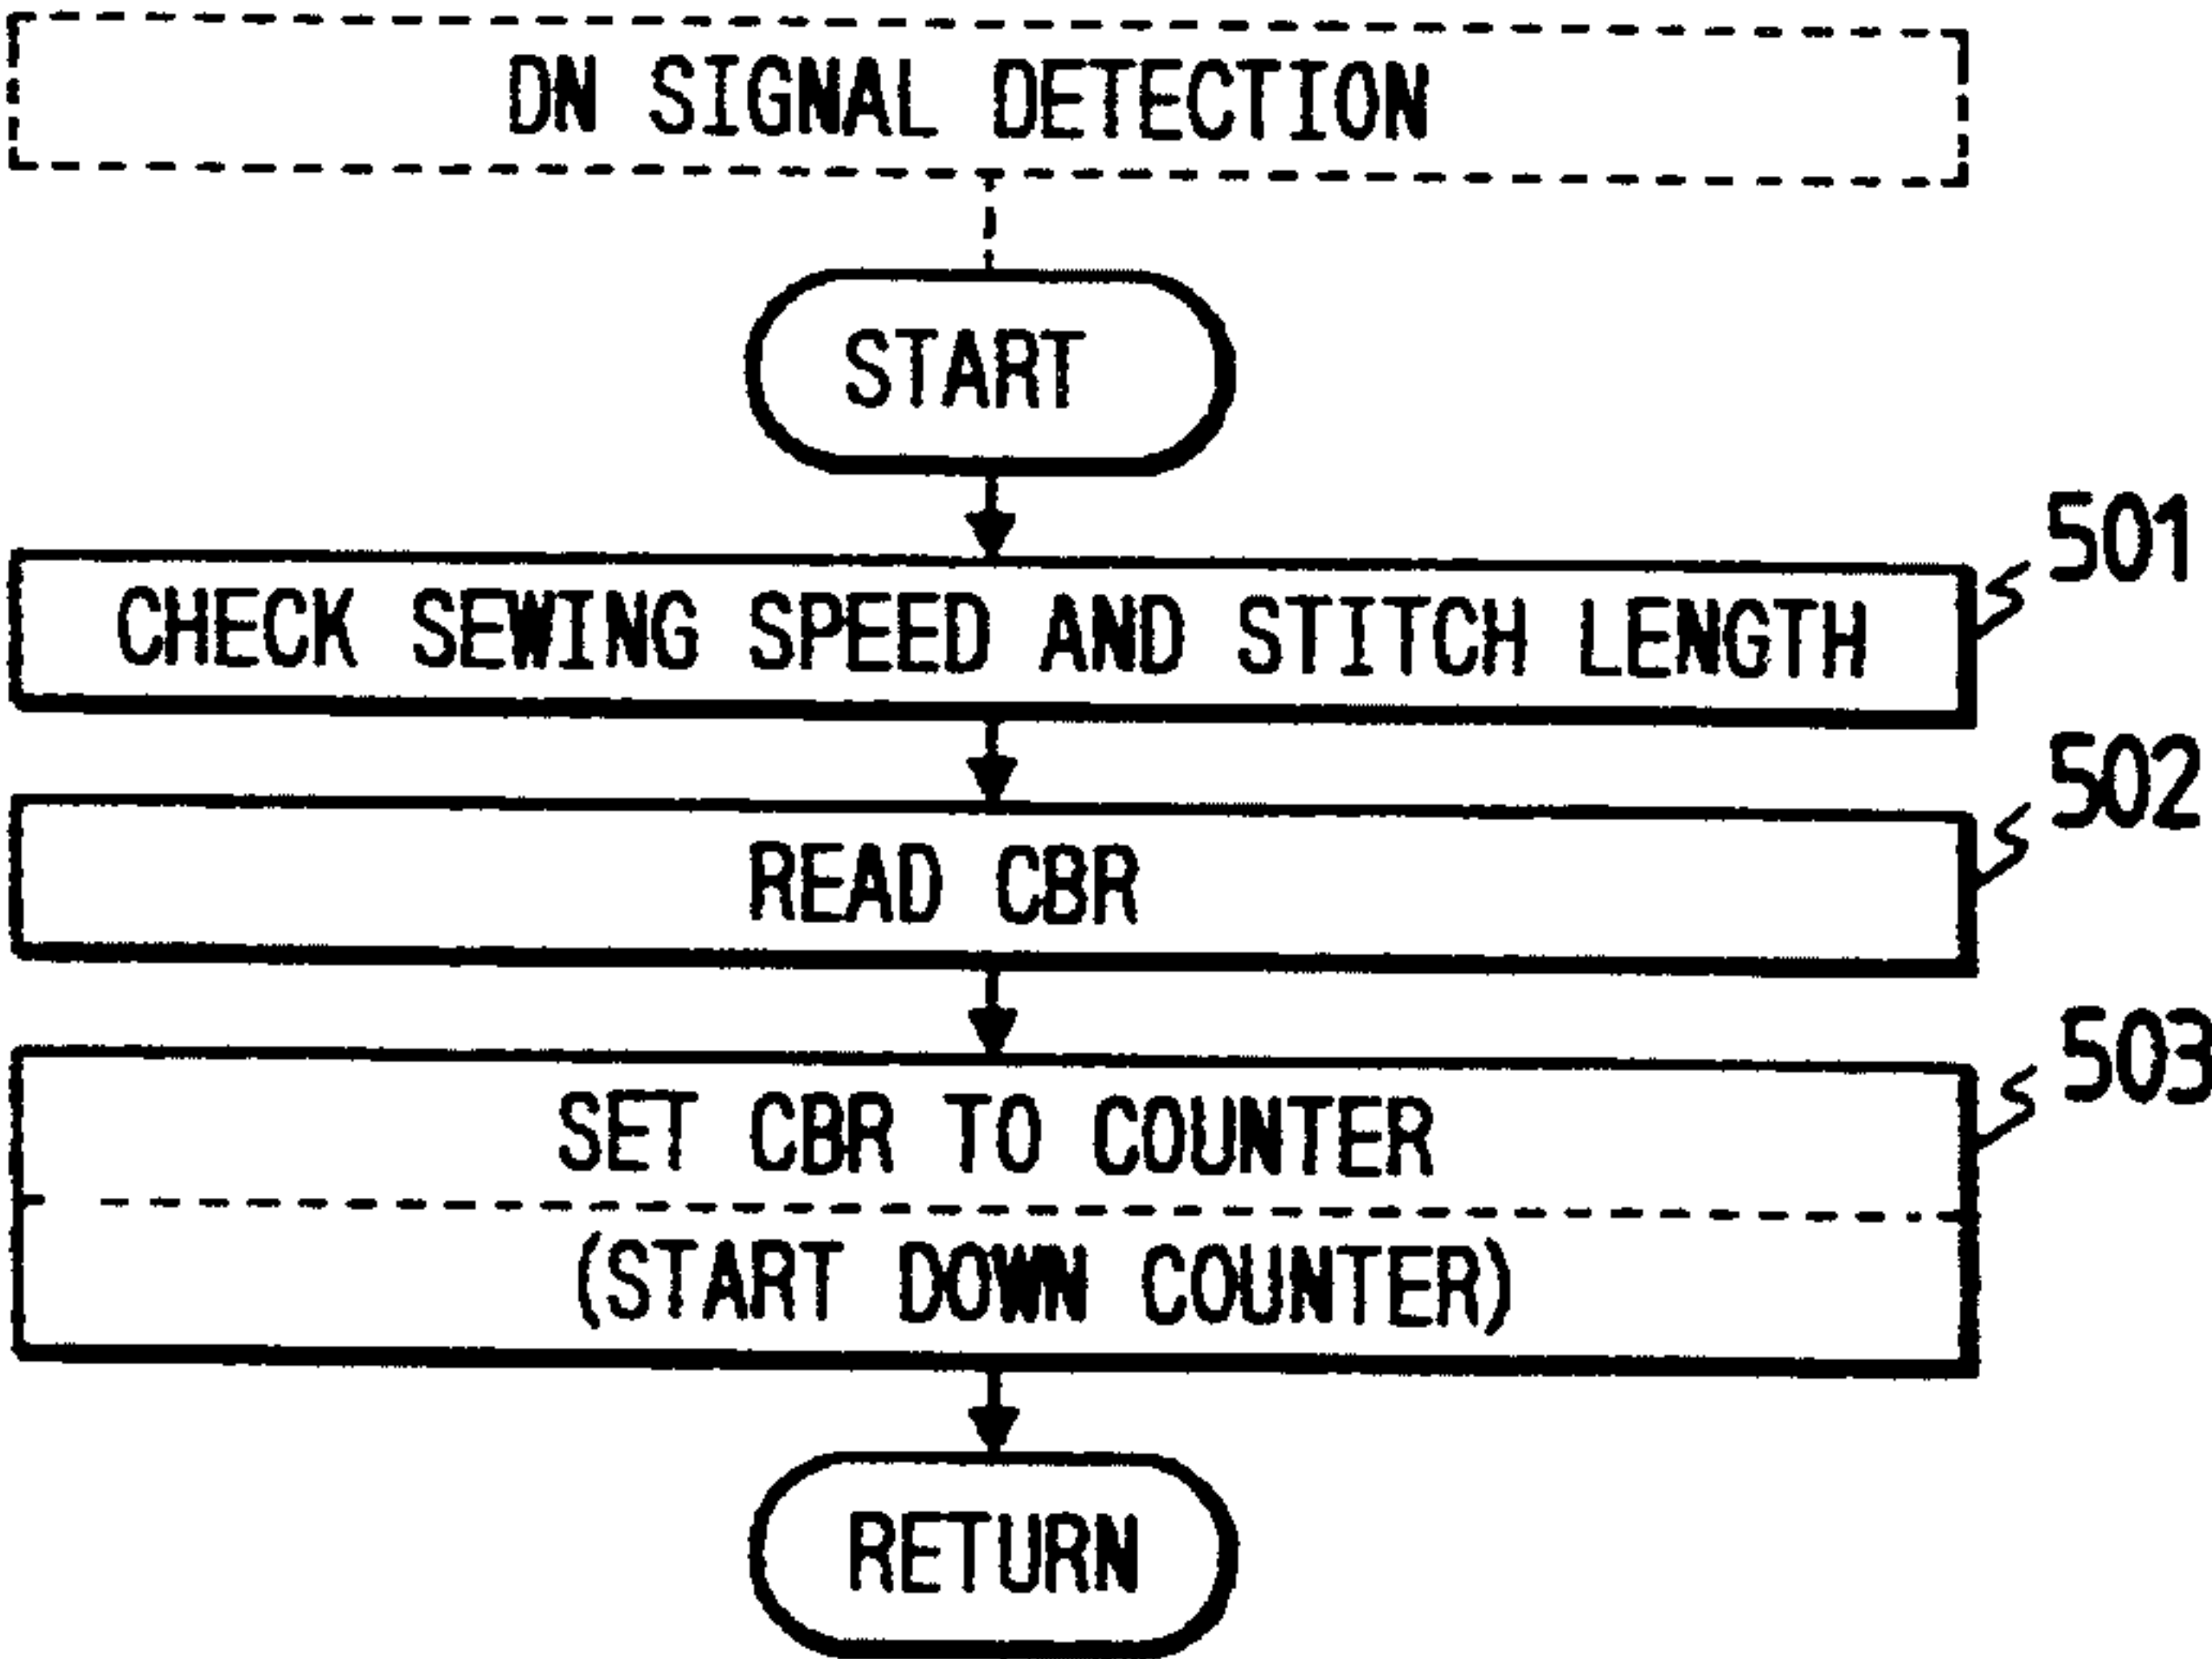 DN SIGNAL DETECTION
START
501
CHECK SEWING SPEED AND STITCH LENGTH
502
READ CBR
503
SET CBR TO COUNTER
(START DOWN COUNTER)
RETURN